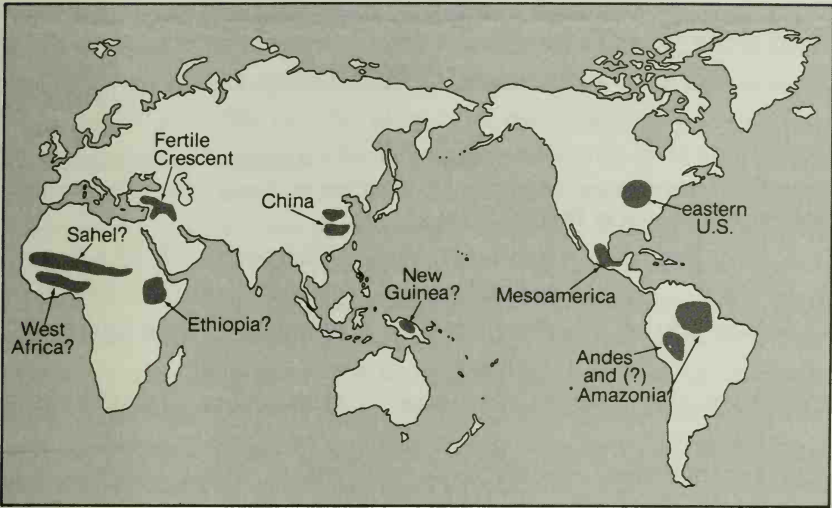 Fertile
Crescent
China
Sahel?
eastern
U.S.
New
Guinea?
Mesoamerica
West
Africa?
Ethiopia?
Andes
and (?)
Amazonia